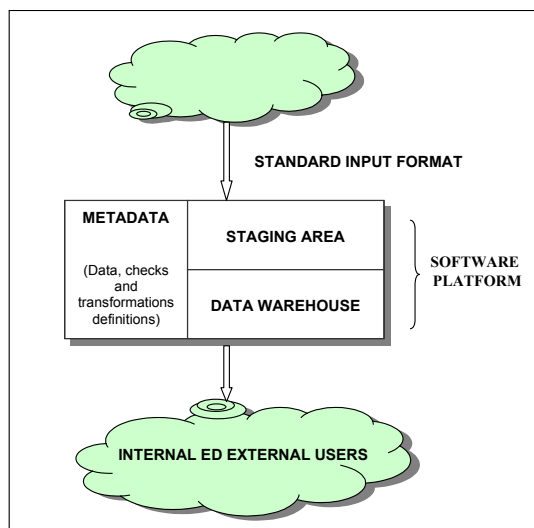 STANDARD INPUT FORMAT
METADATA
(Data, checks
and
transformations
definitions)
STAGING AREA
DATA WAREHOUSE
SOFTWARE
PLATFORM
INTERNAL ED EXTERNAL USERS